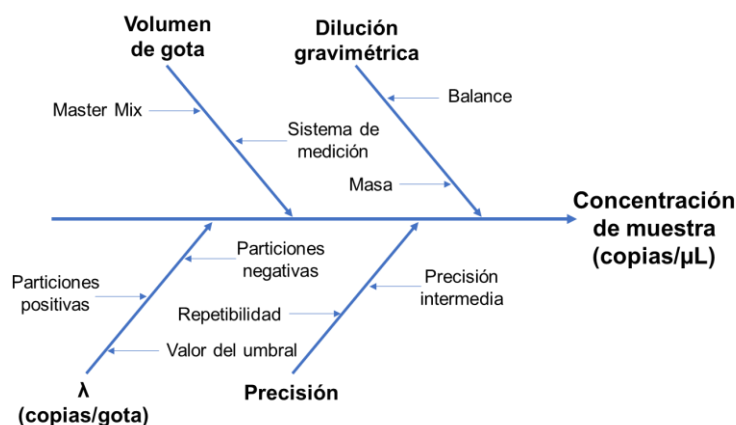 Volumen
de gota
Dilución
gravimétrica
Master Mix
Balance
Sistema de
medición
Masa
Concentración
de muestra
(copias/µL)
Particiones
negativas
Particiones
positivas
Precisión
intermedia
Repetibilidad
Valor del umbral
λ
(copias/gota)
Precisión